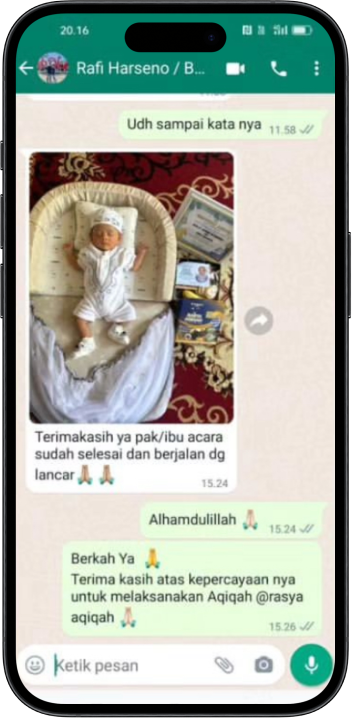 20.16
Rafi Harseno / B...
Udh sampai kata nya 11.58
Terimakasih ya pak/ibu acara
sudah selesai dan berjalan dg
lancar🙏🏼 🙏🏼
15.24
Alhamdulillah 🙏🏼 15.24
Berkah Ya 🙏
Terima kasih atas kepercayaan nya
untuk melaksanakan Aqiqah @rasya
aqiqah 🙏🏼
15.26
Ketik pesan